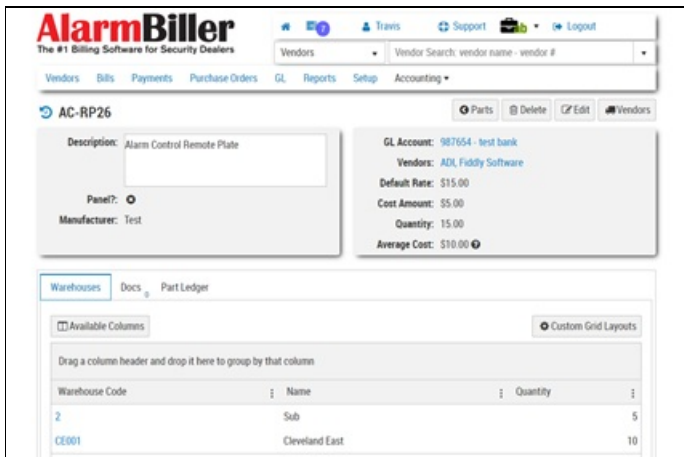 AlarmBiller
The #1 Billing Software for Security Dealers
7 Travis Support Logout
Vendors Vendor Search: vendor name - vendor #
Vendors Bills Payments Purchase Orders GL Reports Setup Accounting
AC-RP26 Parts Delete Edit Vendors
Description: Alarm Control Remote Plate
Panel?:
Manufacturer: Test
GL Account: 987654 - test bank
Vendors: ADI, Fiddly Software
Default Rate: $15.00
Cost Amount: $5.00
Quantity: 15.00
Average Cost: $10.00
Warehouses Docs 0 Part Ledger
Available Columns Custom Grid Layouts
Drag a column header and drop it here to group by that column
Warehouse Code Name Quantity
2 Sub 5
CE001 Cleveland East 10